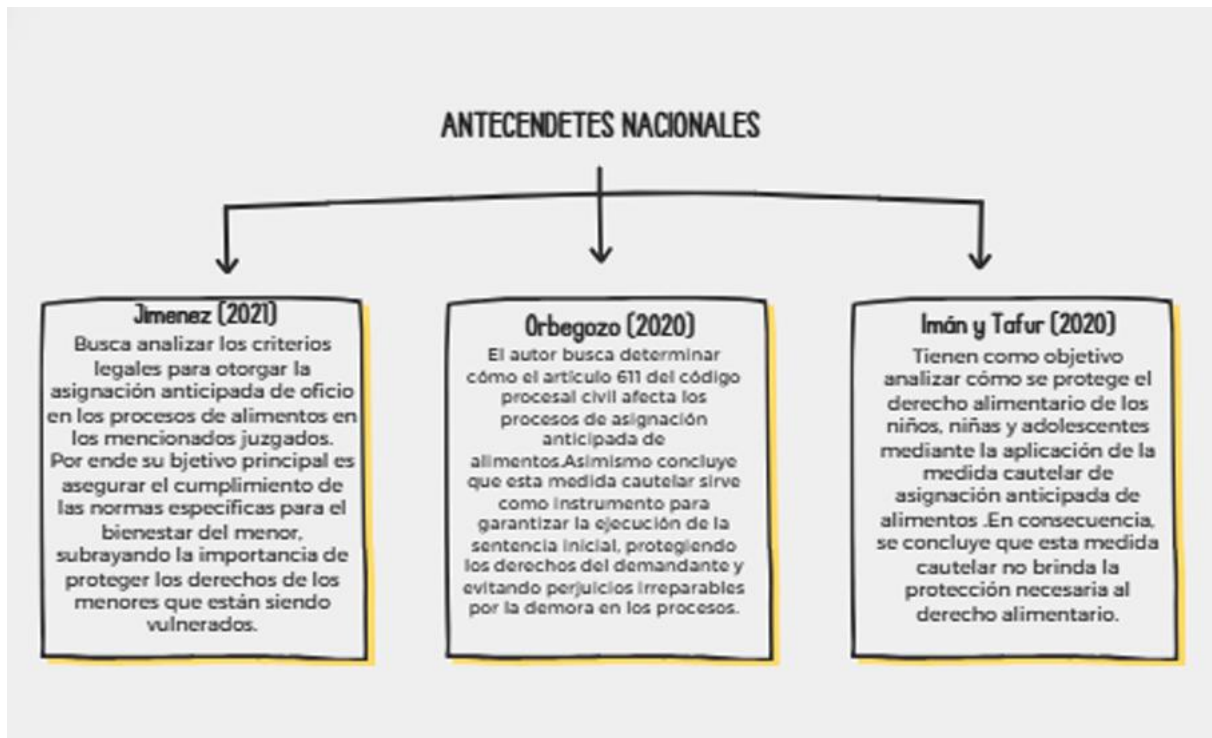 ANTECENDETES NACIONALES
Jimenez (2021)
Busca analizar los criterios
legales para otorgar la
asignación anticipada de oficio
en los procesos de alimentos en
los mencionados juzgados.
Por ende su bjetivo principal es
asegurar el cumplimiento de
las normas específicas para el
bienestar del menor,
subrayando la importancia de
proteger los derechos de los
menores que están siendo
vulnerados.
Orbegozo (2020)
El autor busca determinar
cómo el artículo 611 del código
procesal civil afecta los
procesos de asignación
anticipada de
alimentos.Asimismo concluye
que esta medida cautelar sirve
como instrumento para
garantizar la ejecución de la
sentencia inicial, protegiendo
los derechos del demandante y
evitando perjuicios irreparables
por la demora en los procesos.
Imán y Tafur (2020)
Tienen como objetivo
analizar cómo se protege el
derecho alimentario de los
niños, niñas y adolescentes
mediante la aplicación de la
medida cautelar de
asignación anticipada de
alimentos .En consecuencia,
se concluye que esta medida
cautelar no brinda la
protección necesaria al
derecho alimentario.